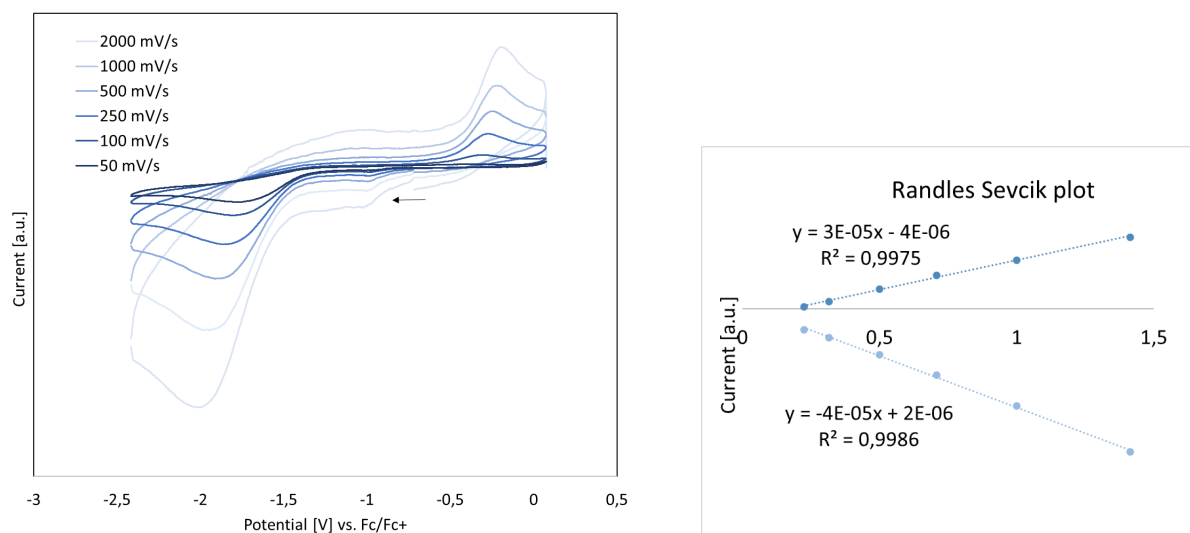 2000 mV/s
1000 mV/s
500 mV/s
250 mV/s
100 mV/s
50 mV/s
Current [a.u.]
-3
-2,5
-2
-1,5
-1
-0,5
0
0,5
Potential [V] vs. Fc/Fc+
Randles Sevcik plot
y = 3E-05x - 4E-06
R² = 0,9975
Current [a.u.]
0
0,5
1
1,5
y = -4E-05x + 2E-06
R² = 0,9986